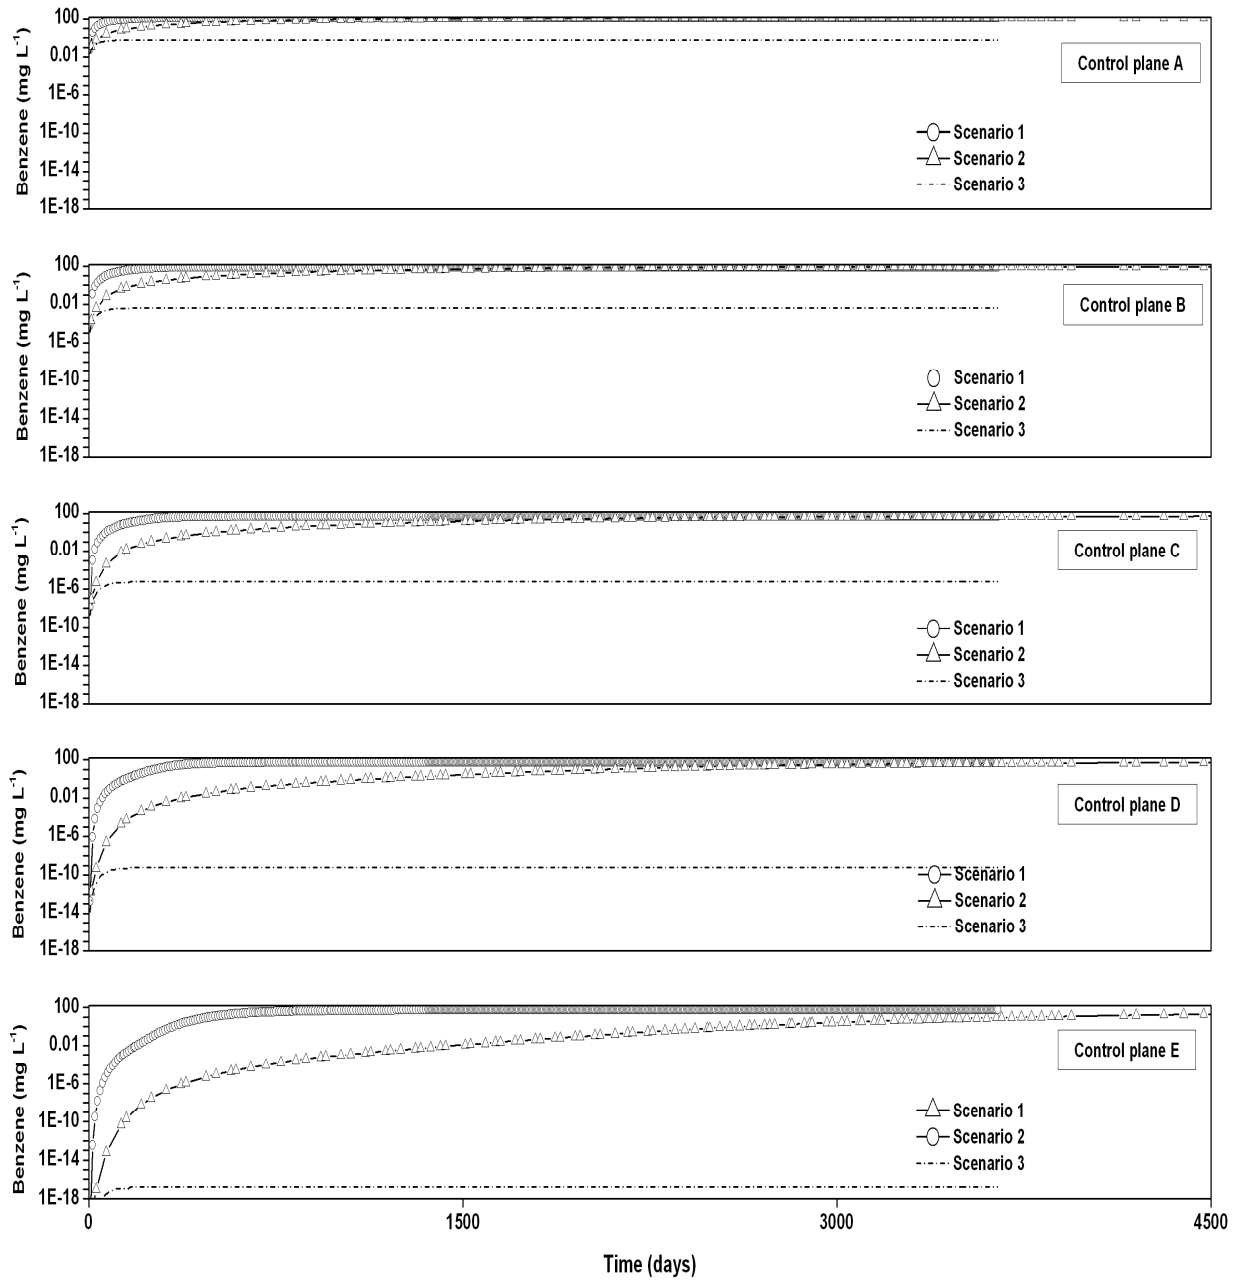 Benzene (mg L-1)
100
0.01
1E-6
1E-10
1E-14
1E-18
Control plane A
Scenario 1
Scenario 2
Scenario 3
Benzene (mg L-1)
100
0.01
1E-6
1E-10
1E-14
1E-18
Control plane B
Scenario 1
Scenario 2
Scenario 3
Benzene (mg L-1)
100
0.01
1E-6
1E-10
1E-14
1E-18
Control plane C
Scenario 1
Scenario 2
Scenario 3
Benzene (mg L-1)
100
0.01
1E-6
1E-10
1E-14
1E-18
Control plane D
Scenario 1
Scenario 2
Scenario 3
Benzene (mg L-1)
100
0.01
1E-6
1E-10
1E-14
1E-18
Control plane E
Scenario 1
Scenario 2
Scenario 3
0 1500 3000 4500
Time (days)